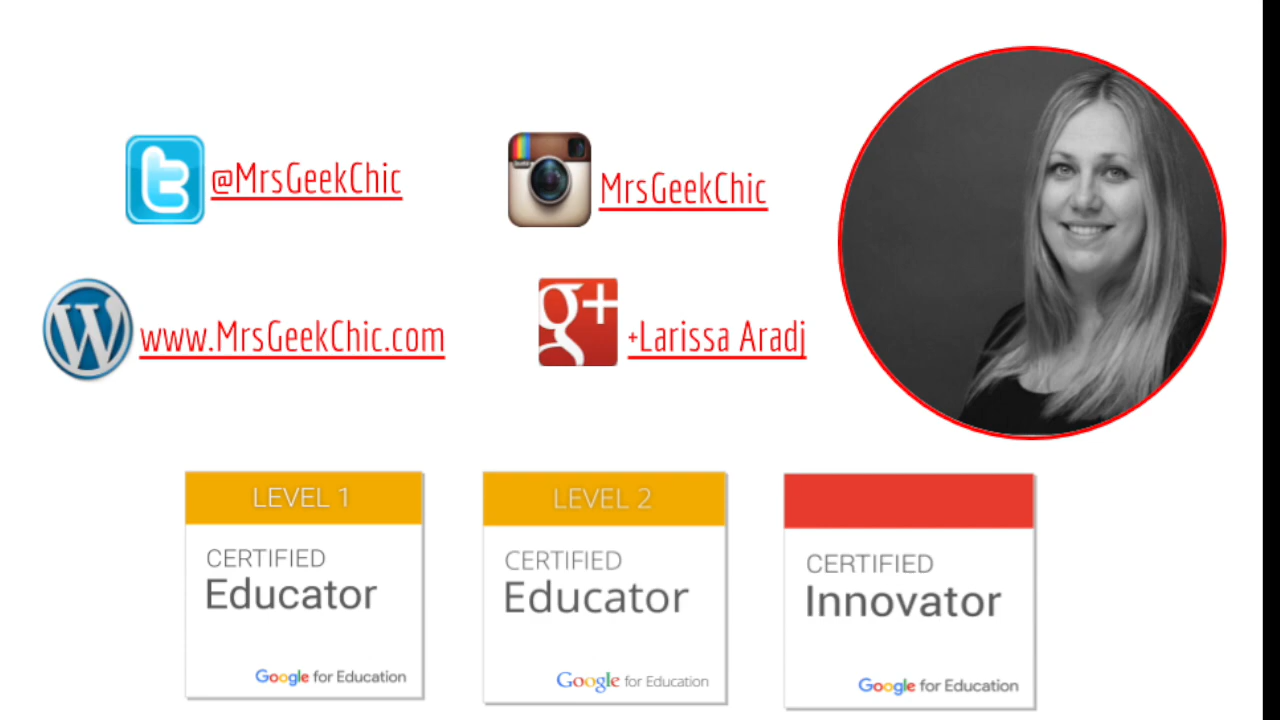 @MrsGeekChic
MrsGeekChic
www.MrsGeekChic.com
g+
+Larissa Aradj
LEVEL 1
CERTIFIED
Educator
Google for Education
LEVEL 2
CERTIFIED
Educator
Google for Education
CERTIFIED
Innovator
Google for Education